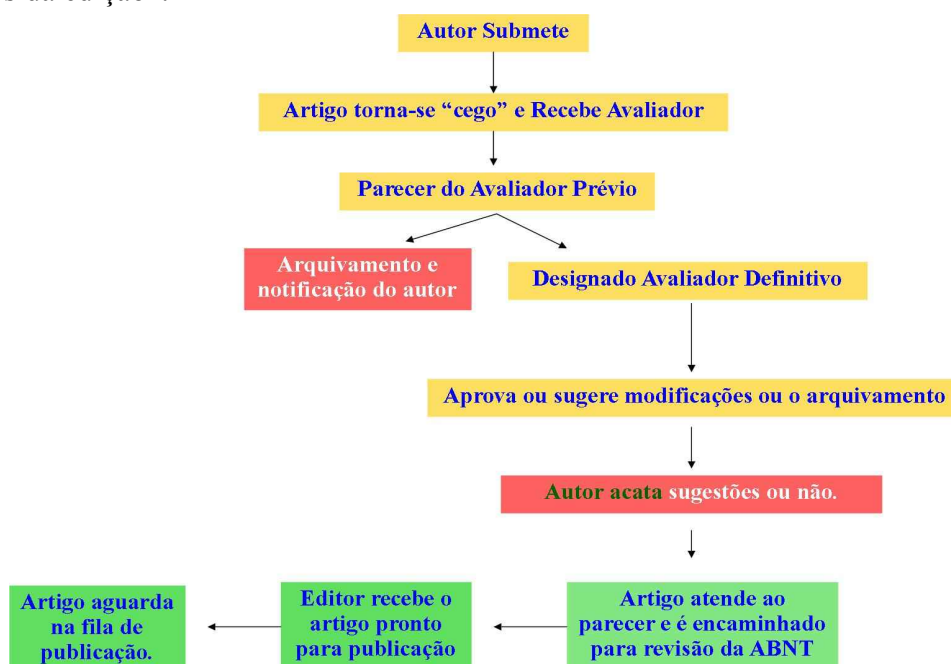 Autor Submete
Artigo torna-se “cego” e Recebe Avaliador
Parecer do Avaliador Prévio
Arquivamento e
notificação do autor
Designado Avaliador Definitivo
Aprova ou sugere modificações ou o arquivamento
Autor acata sugestões ou não.
Artigo atende ao
parecer e é encaminhado
para revisão da ABNT
Editor recebe o
artigo pronto
para publicação
Artigo aguarda
na fila de
publicação.